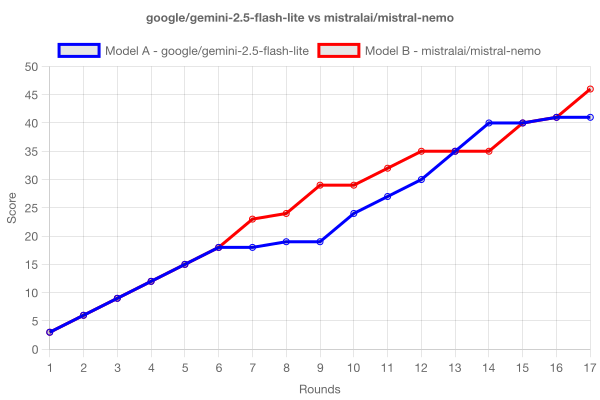 google/gemini-2.5-flash-lite vs mistralai/mistral-nemo
Model A - google/gemini-2.5-flash-lite Model B - mistralai/mistral-nemo
50
45
40
35
30
25
20
15
10
5
0
Score
1 2 3 4 5 6 7 8 9 10 11 12 13 14 15 16 17
Rounds